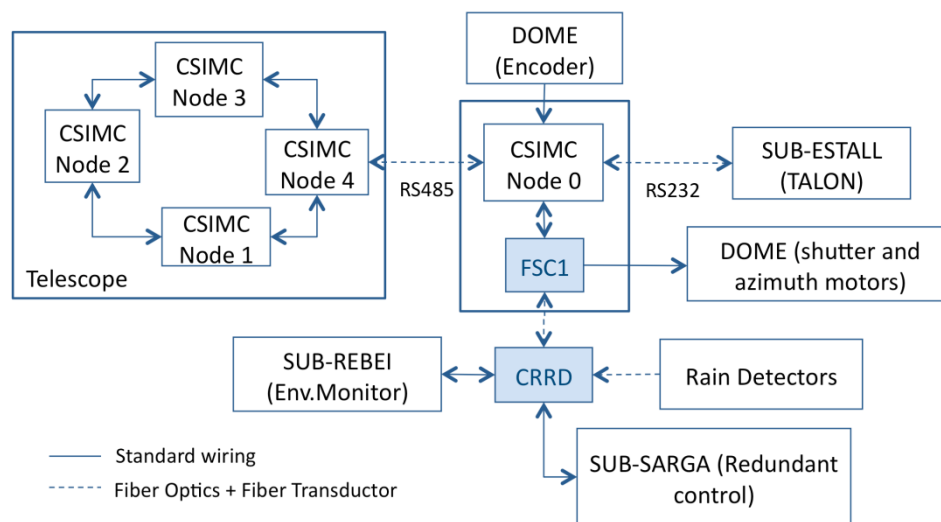 DOME
(Encoder)
CSIMC
Node 3
CSIMC
Node 2
CSIMC
Node 4
CSIMC
Node 1
Telescope
RS485
CSIMC
Node 0
RS232
SUB-ESTALL
(TALON)
FSC1
DOME (shutter and
azimuth motors)
SUB-REBEI
(Env.Monitor)
CRRD
Rain Detectors
SUB-SARGA (Redundant
control)
Standard wiring
Fiber Optics + Fiber Transductor